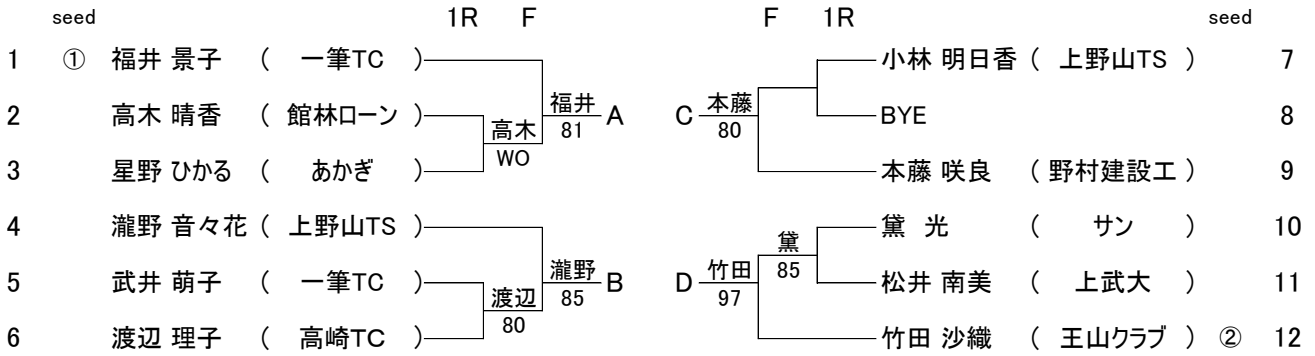 seed 1R F F 1R seed
1 ① 福井 景子 ( 一筆TC ) 小林 明日香 ( 上野山TS ) 7
福井 A C 本藤
2 高木 晴香 ( 館林ローン ) 81 80 BYE 8
高木
WO
3 星野 ひかる ( あかぎ ) 本藤 咲良 ( 野村建設工 ) 9
4 瀧野 音々花 ( 上野山TS ) 黛 光 ( サン ) 10
黛
瀧野 B D 竹田 85
5 武井 萌子 ( 一筆TC ) 85 97 松井 南美 ( 上武大 ) 11
渡辺
80
6 渡辺 理子 ( 高崎TC ) 竹田 沙織 ( 王山クラブ ) ② 12